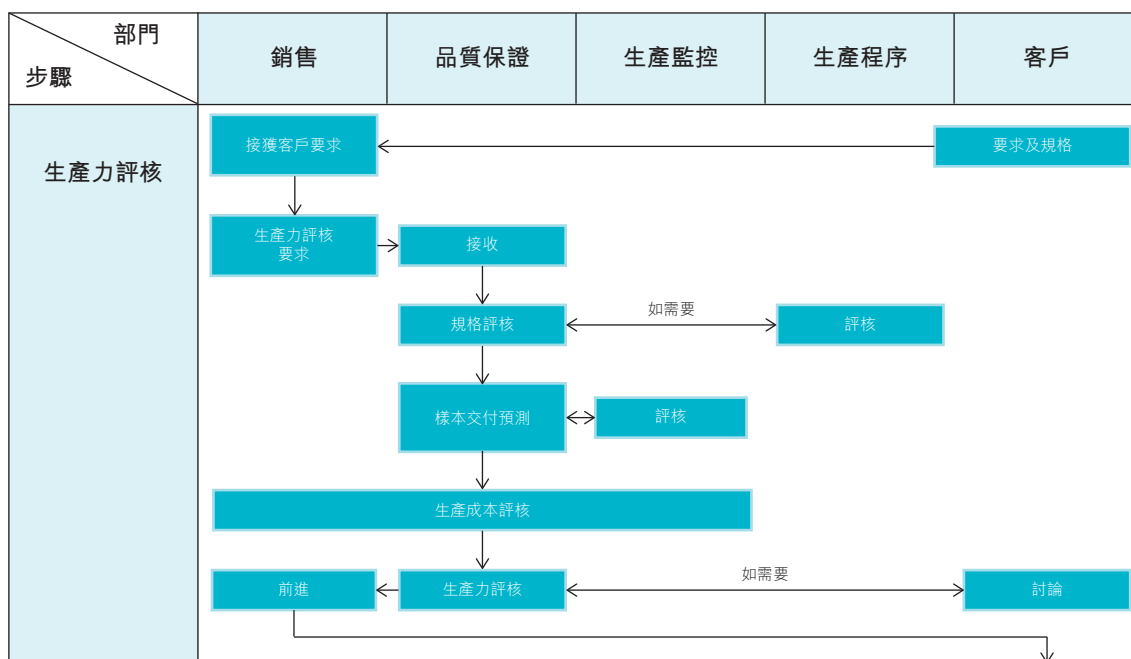 部門
步驟
銷售
品質保證
生產監控
生產程序
客戶
生產力評核
接獲客戶要求
要求及規格
生產力評核
要求
接收
規格評核
如需要
評核
樣本交付預測
評核
生產成本評核
前進
生產力評核
如需要
討論